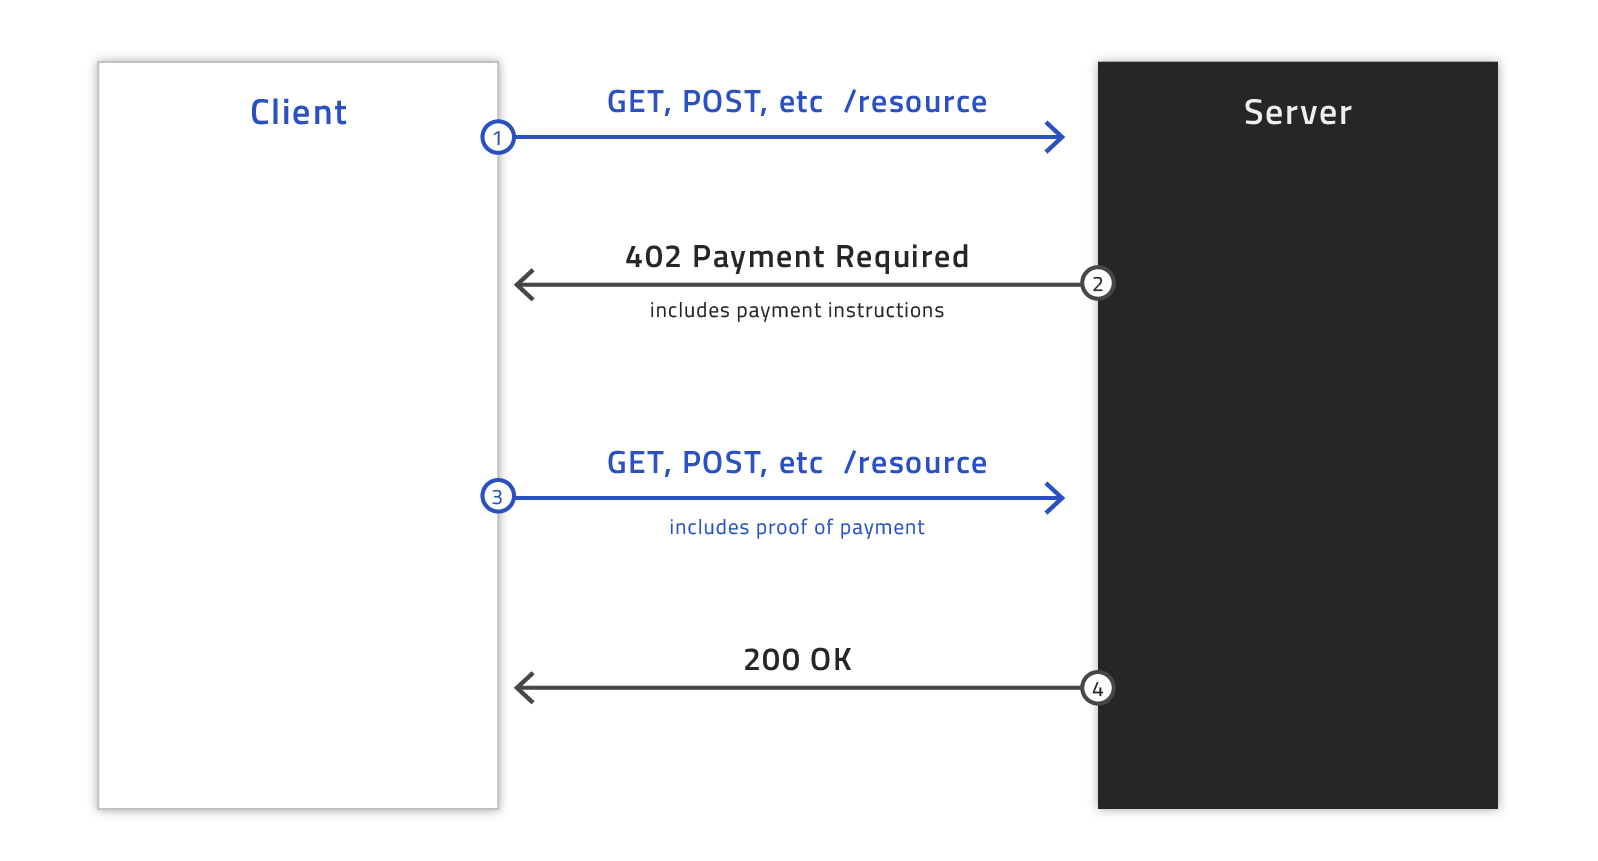 Client
Server
GET, POST, etc  /resource
1
402 Payment Required
2
includes payment instructions
GET, POST, etc  /resource
3
includes proof of payment
200 OK
4